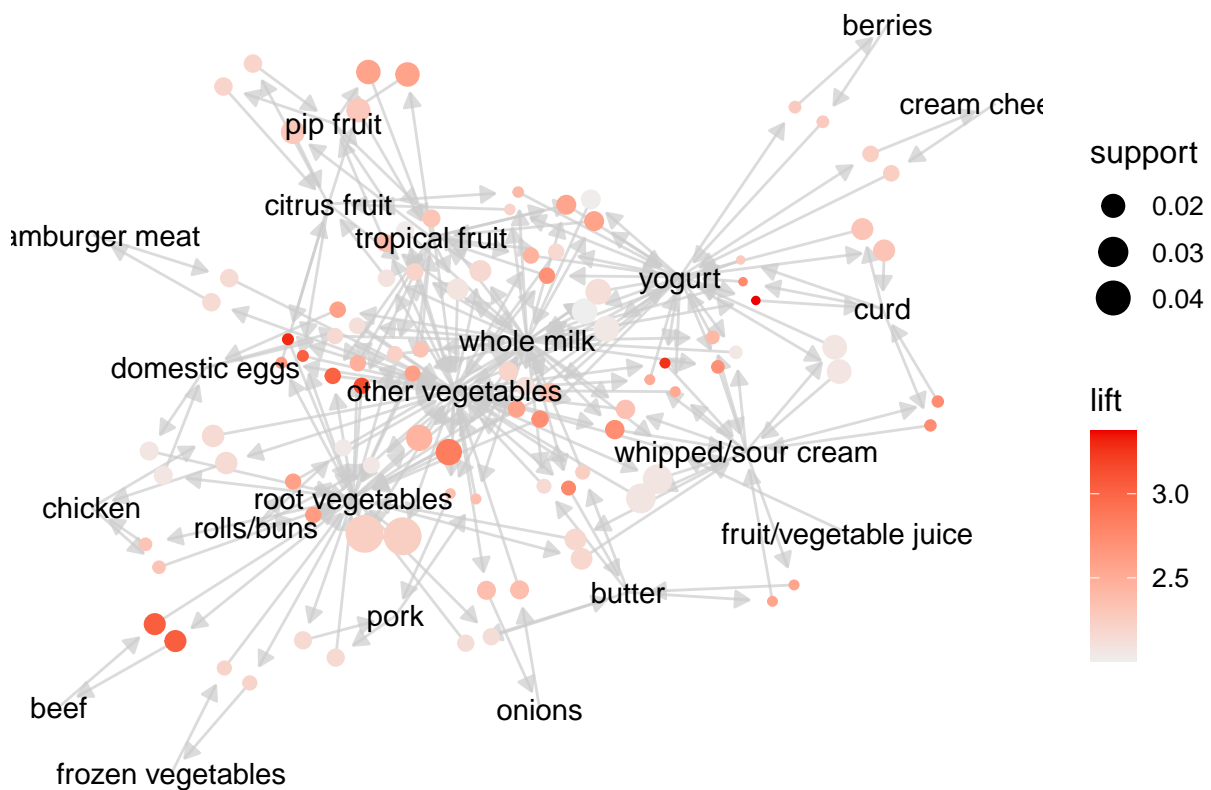 berries
cream chee
pip fruit
citrus fruit
amburger meat
tropical fruit
yogurt
curd
whole milk
domestic eggs
other vegetables
whipped/sour cream
root vegetables
chicken
rolls/buns
fruit/vegetable juice
butter
pork
beef
onions
frozen vegetables
support
0.02
0.03
0.04
lift
3.0
2.5